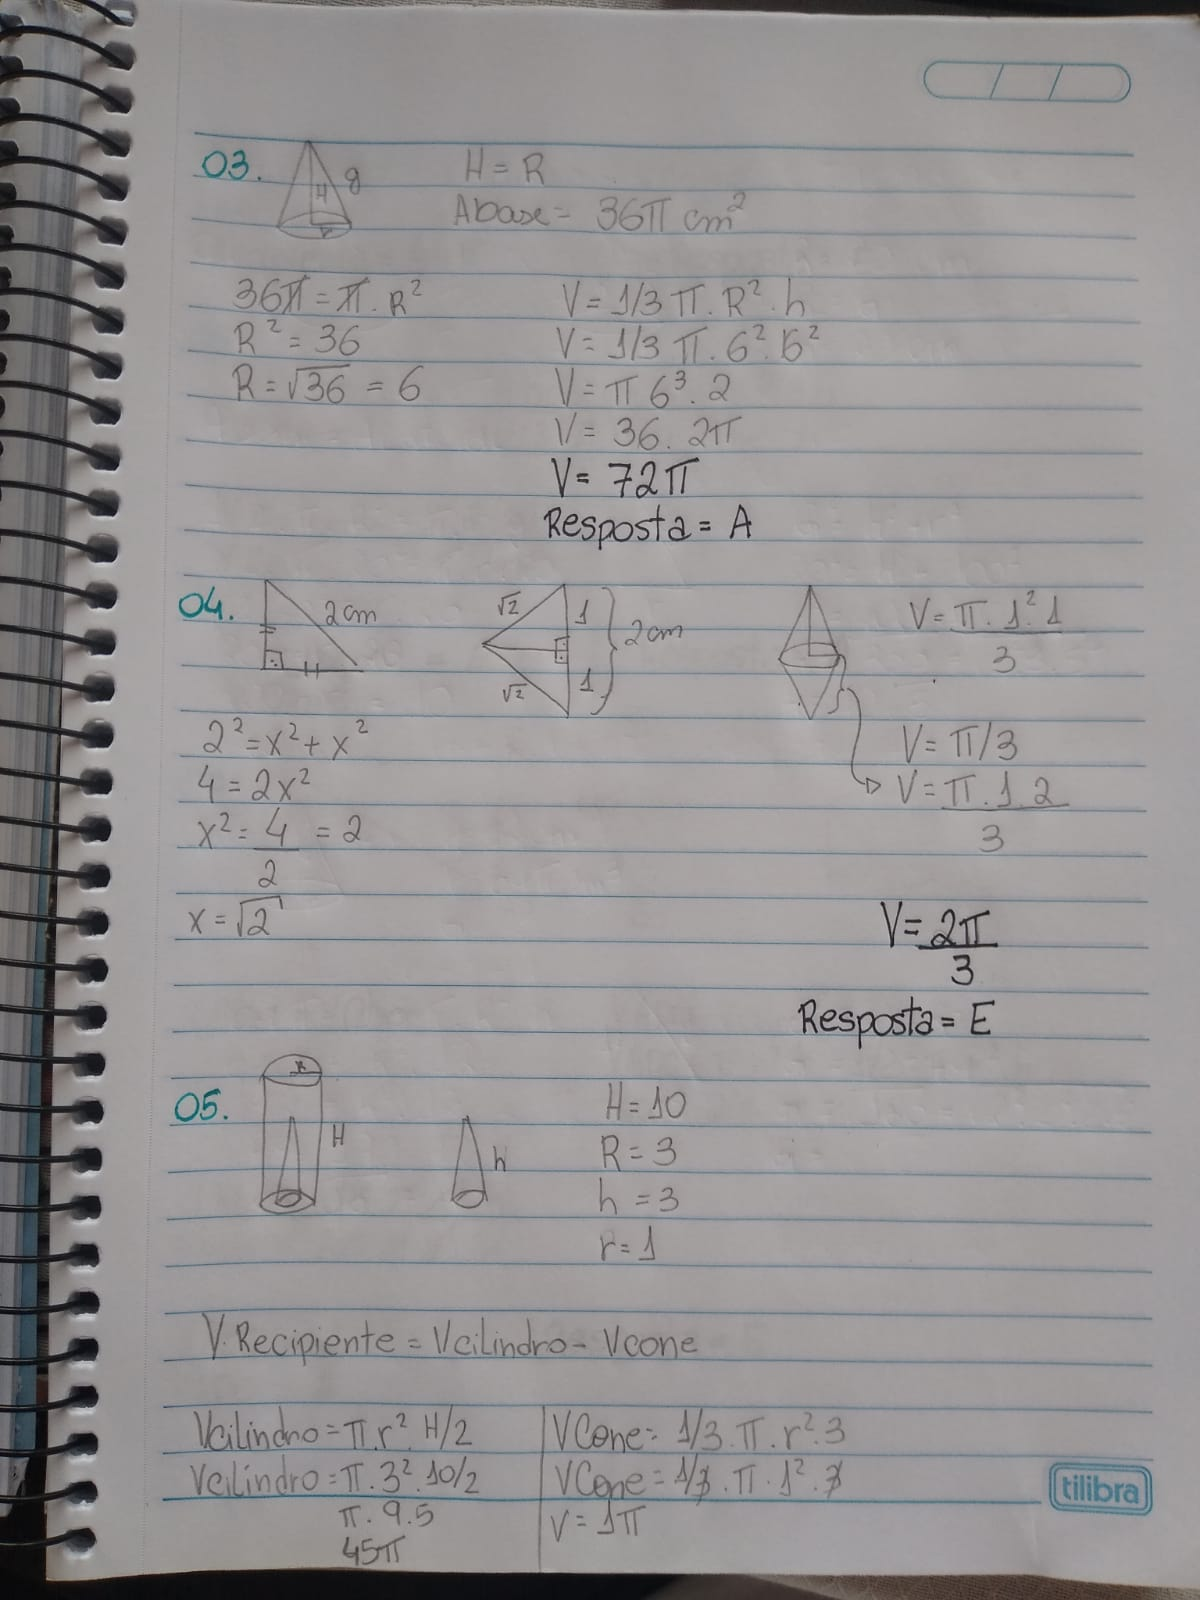 03.
H
g
r
H = R
Abase = 36π cm²
36π = π . R²
R² = 36
R = √36 = 6
V = 1/3 π . R² . h
V = 1/3 π . 6² . 6²
V = π 6³ . 2
V = 36 . 2π
V = 72π
Resposta = A
04.
2cm
√2
√2
1
1
2cm
V = π . 1² . 1
3
2² = x² + x²
4 = 2x²
x² = 4 = 2
2
x = √2
V = π/3
V = π . 1 . 2
3
V = 2π
3
Resposta = E
05.
R
H
h
H = 10
R = 3
h = 3
r = 1
V. Recipiente = Vcilindro - Vcone
Vcilindro = π . r² . H/2
Vcilindro = π . 3² . 10/2
π . 9 . 5
45π
VCone = 1/3 . π . r² . 3
VCone = 1/3 . π . 1² . 3
V = 1π
tilibra